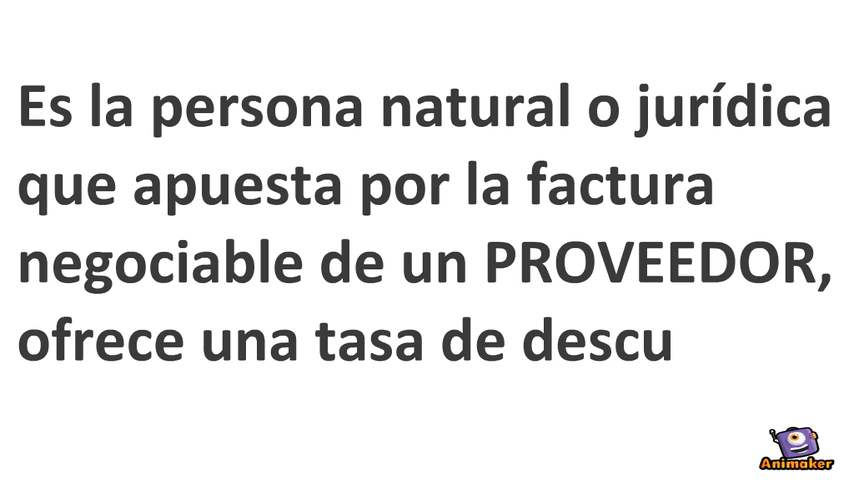 Es la persona natural o jurídica
que apuesta por la factura
negociable de un PROVEEDOR,
ofrece una tasa de descu
Animaker